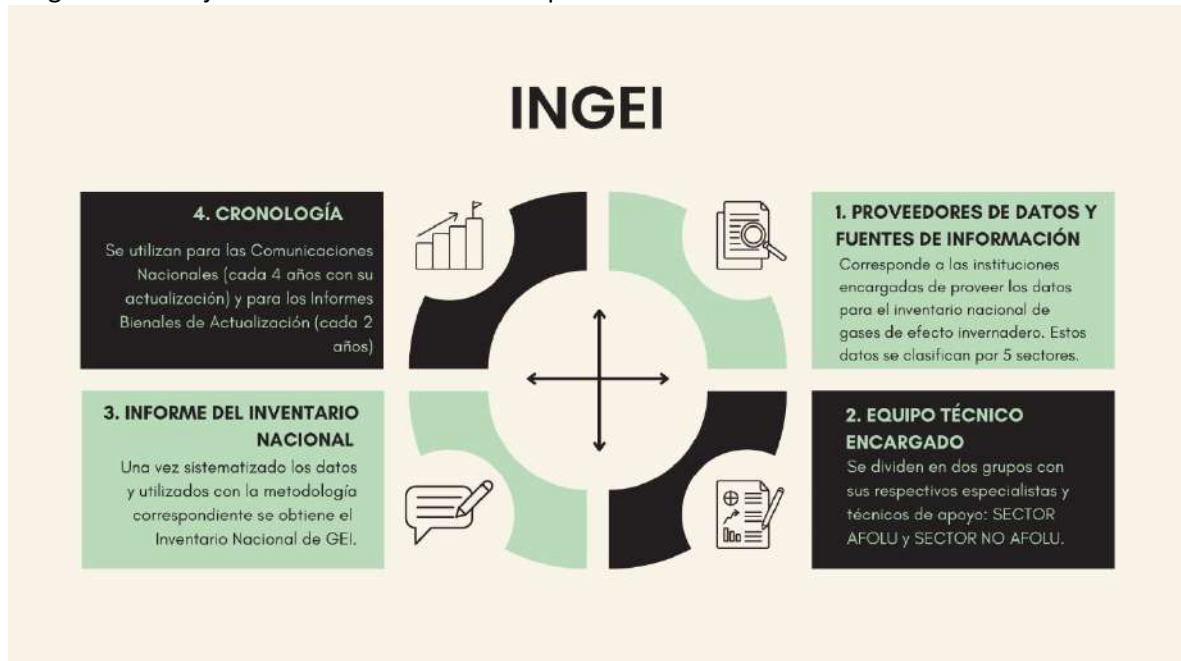 INGEI
4. CRONOLOGÍA
Se utilizan para las Comunicaciones
Nacionales (cada 4 años con su
actualización) y para los Informes
Bienales de Actualización (cada 2
años)
1. PROVEEDORES DE DATOS Y
FUENTES DE INFORMACIÓN
Corresponde a las instituciones
encargadas de proveer los datos
para el inventario nacional de
gases de efecto invernadero. Estos
datos se clasifican por 5 sectores.
3. INFORME DEL INVENTARIO
NACIONAL
Una vez sistematizado los datos
y utilizados con la metodología
correspondiente se obtiene el
Inventario Nacional de GEI.
2. EQUIPO TÉCNICO
ENCARGADO
Se dividen en dos grupos con
sus respectivos especialistas y
técnicos de apoyo: SECTOR
AFOLU y SECTOR NO AFOLU.